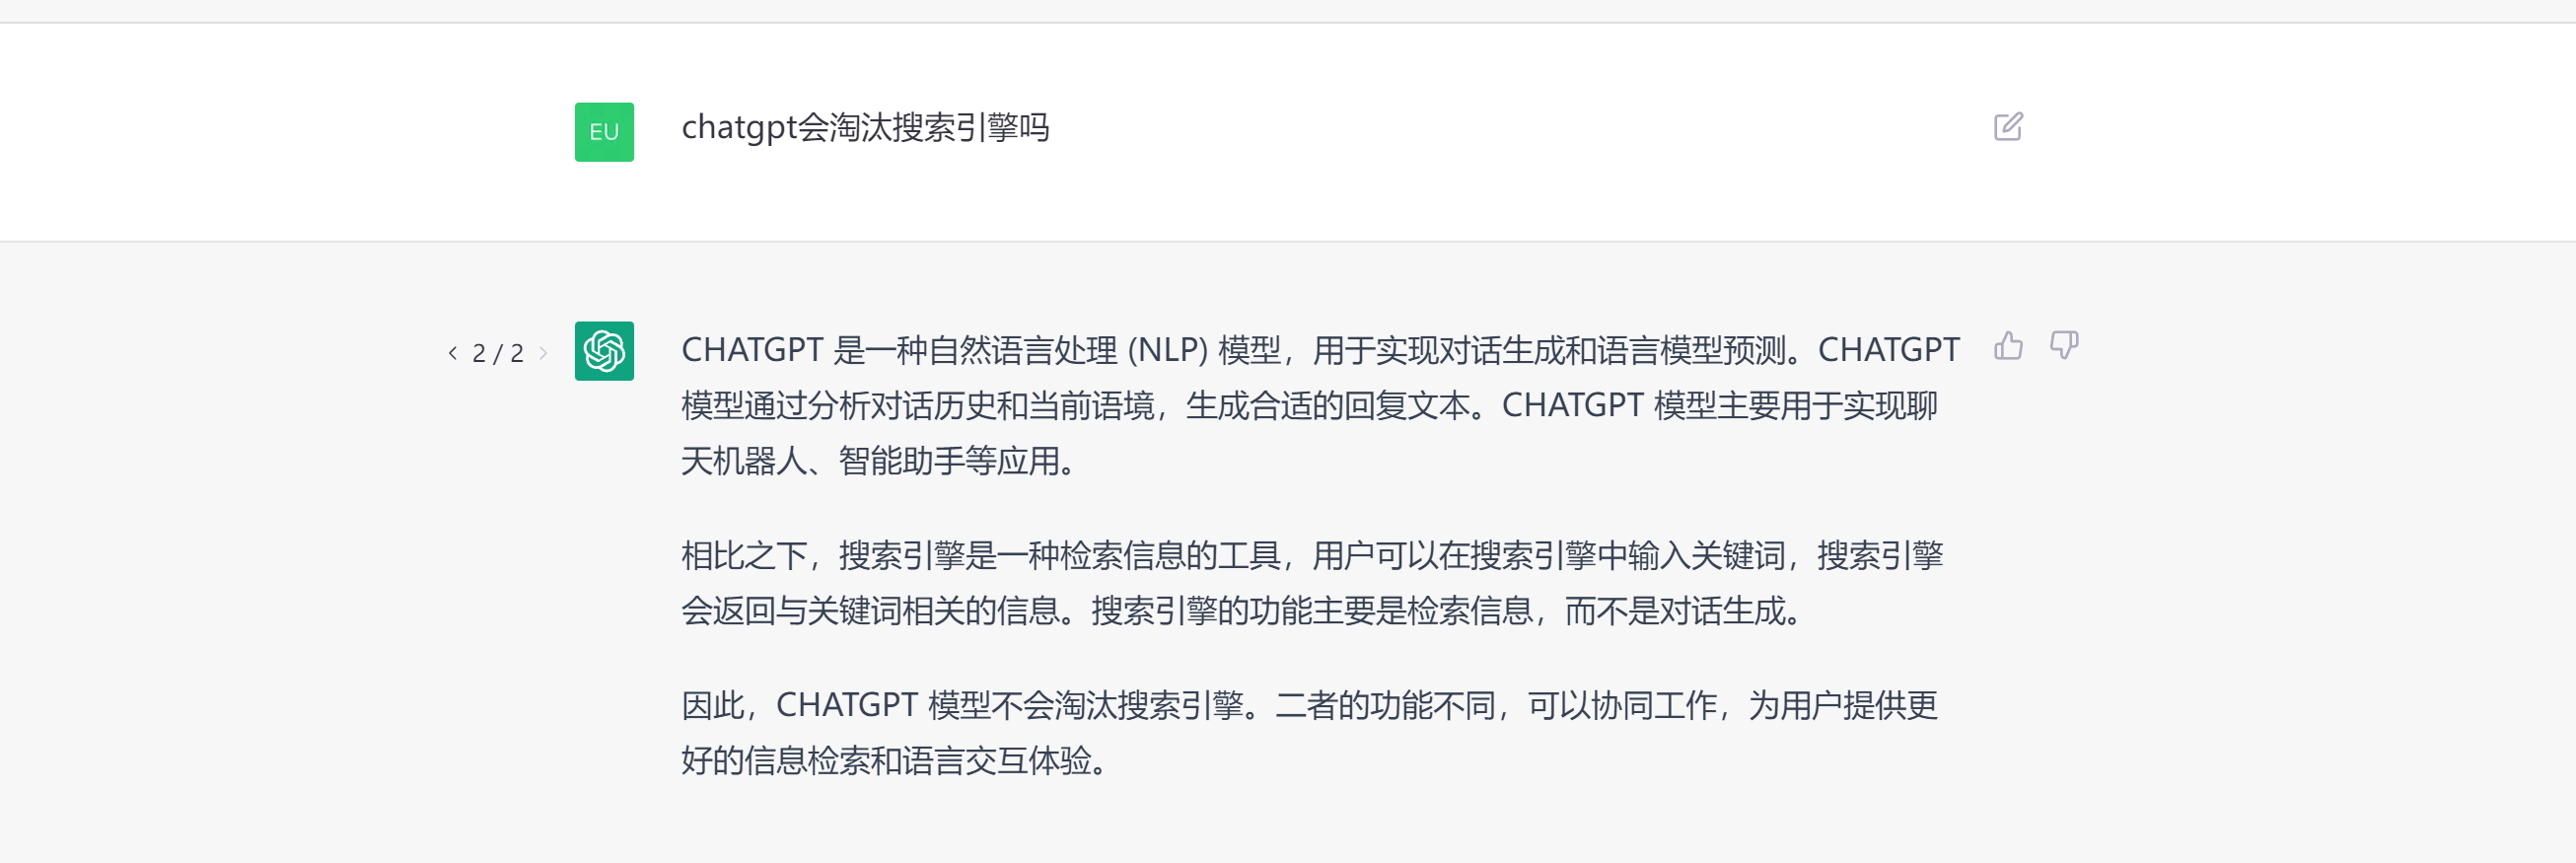 EU
chatgpt会淘汰搜索引擎吗
2 / 2
CHATGPT 是一种自然语言处理 (NLP) 模型，用于实现对话生成和语言模型预测。CHATGPT
模型通过分析对话历史和当前语境，生成合适的回复文本。CHATGPT 模型主要用于实现聊
天机器人、智能助手等应用。
相比之下，搜索引擎是一种检索信息的工具，用户可以在搜索引擎中输入关键词，搜索引擎
会返回与关键词相关的信息。搜索引擎的功能主要是检索信息，而不是对话生成。
因此，CHATGPT 模型不会淘汰搜索引擎。二者的功能不同，可以协同工作，为用户提供更
好的信息检索和语言交互体验。